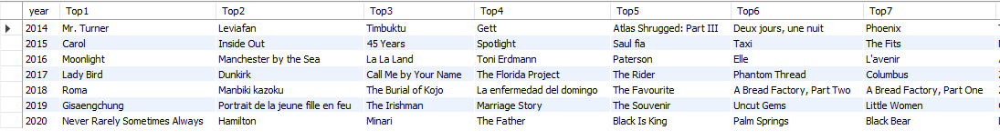 year Top1 Top2 Top3 Top4 Top5 Top6 Top7
2014 Mr. Turner Leviafan Timbuktu Gett Atlas Shrugged: Part III Deux jours, une nuit Phoenix
2015 Carol Inside Out 45 Years Spotlight Saul fia Taxi The Fits
2016 Moonlight Manchester by the Sea La La Land Toni Erdmann Paterson Elle L'avenir
2017 Lady Bird Dunkirk Call Me by Your Name The Florida Project The Rider Phantom Thread Columbus
2018 Roma Manbiki kazoku The Burial of Kojo La enfermedad del domingo The Favourite A Bread Factory, Part Two A Bread Factory, Part One
2019 Gisaengchung Portrait de la jeune fille en feu The Irishman Marriage Story The Souvenir Uncut Gems Little Women
2020 Never Rarely Sometimes Always Hamilton Minari The Father Black Is King Palm Springs Black Bear